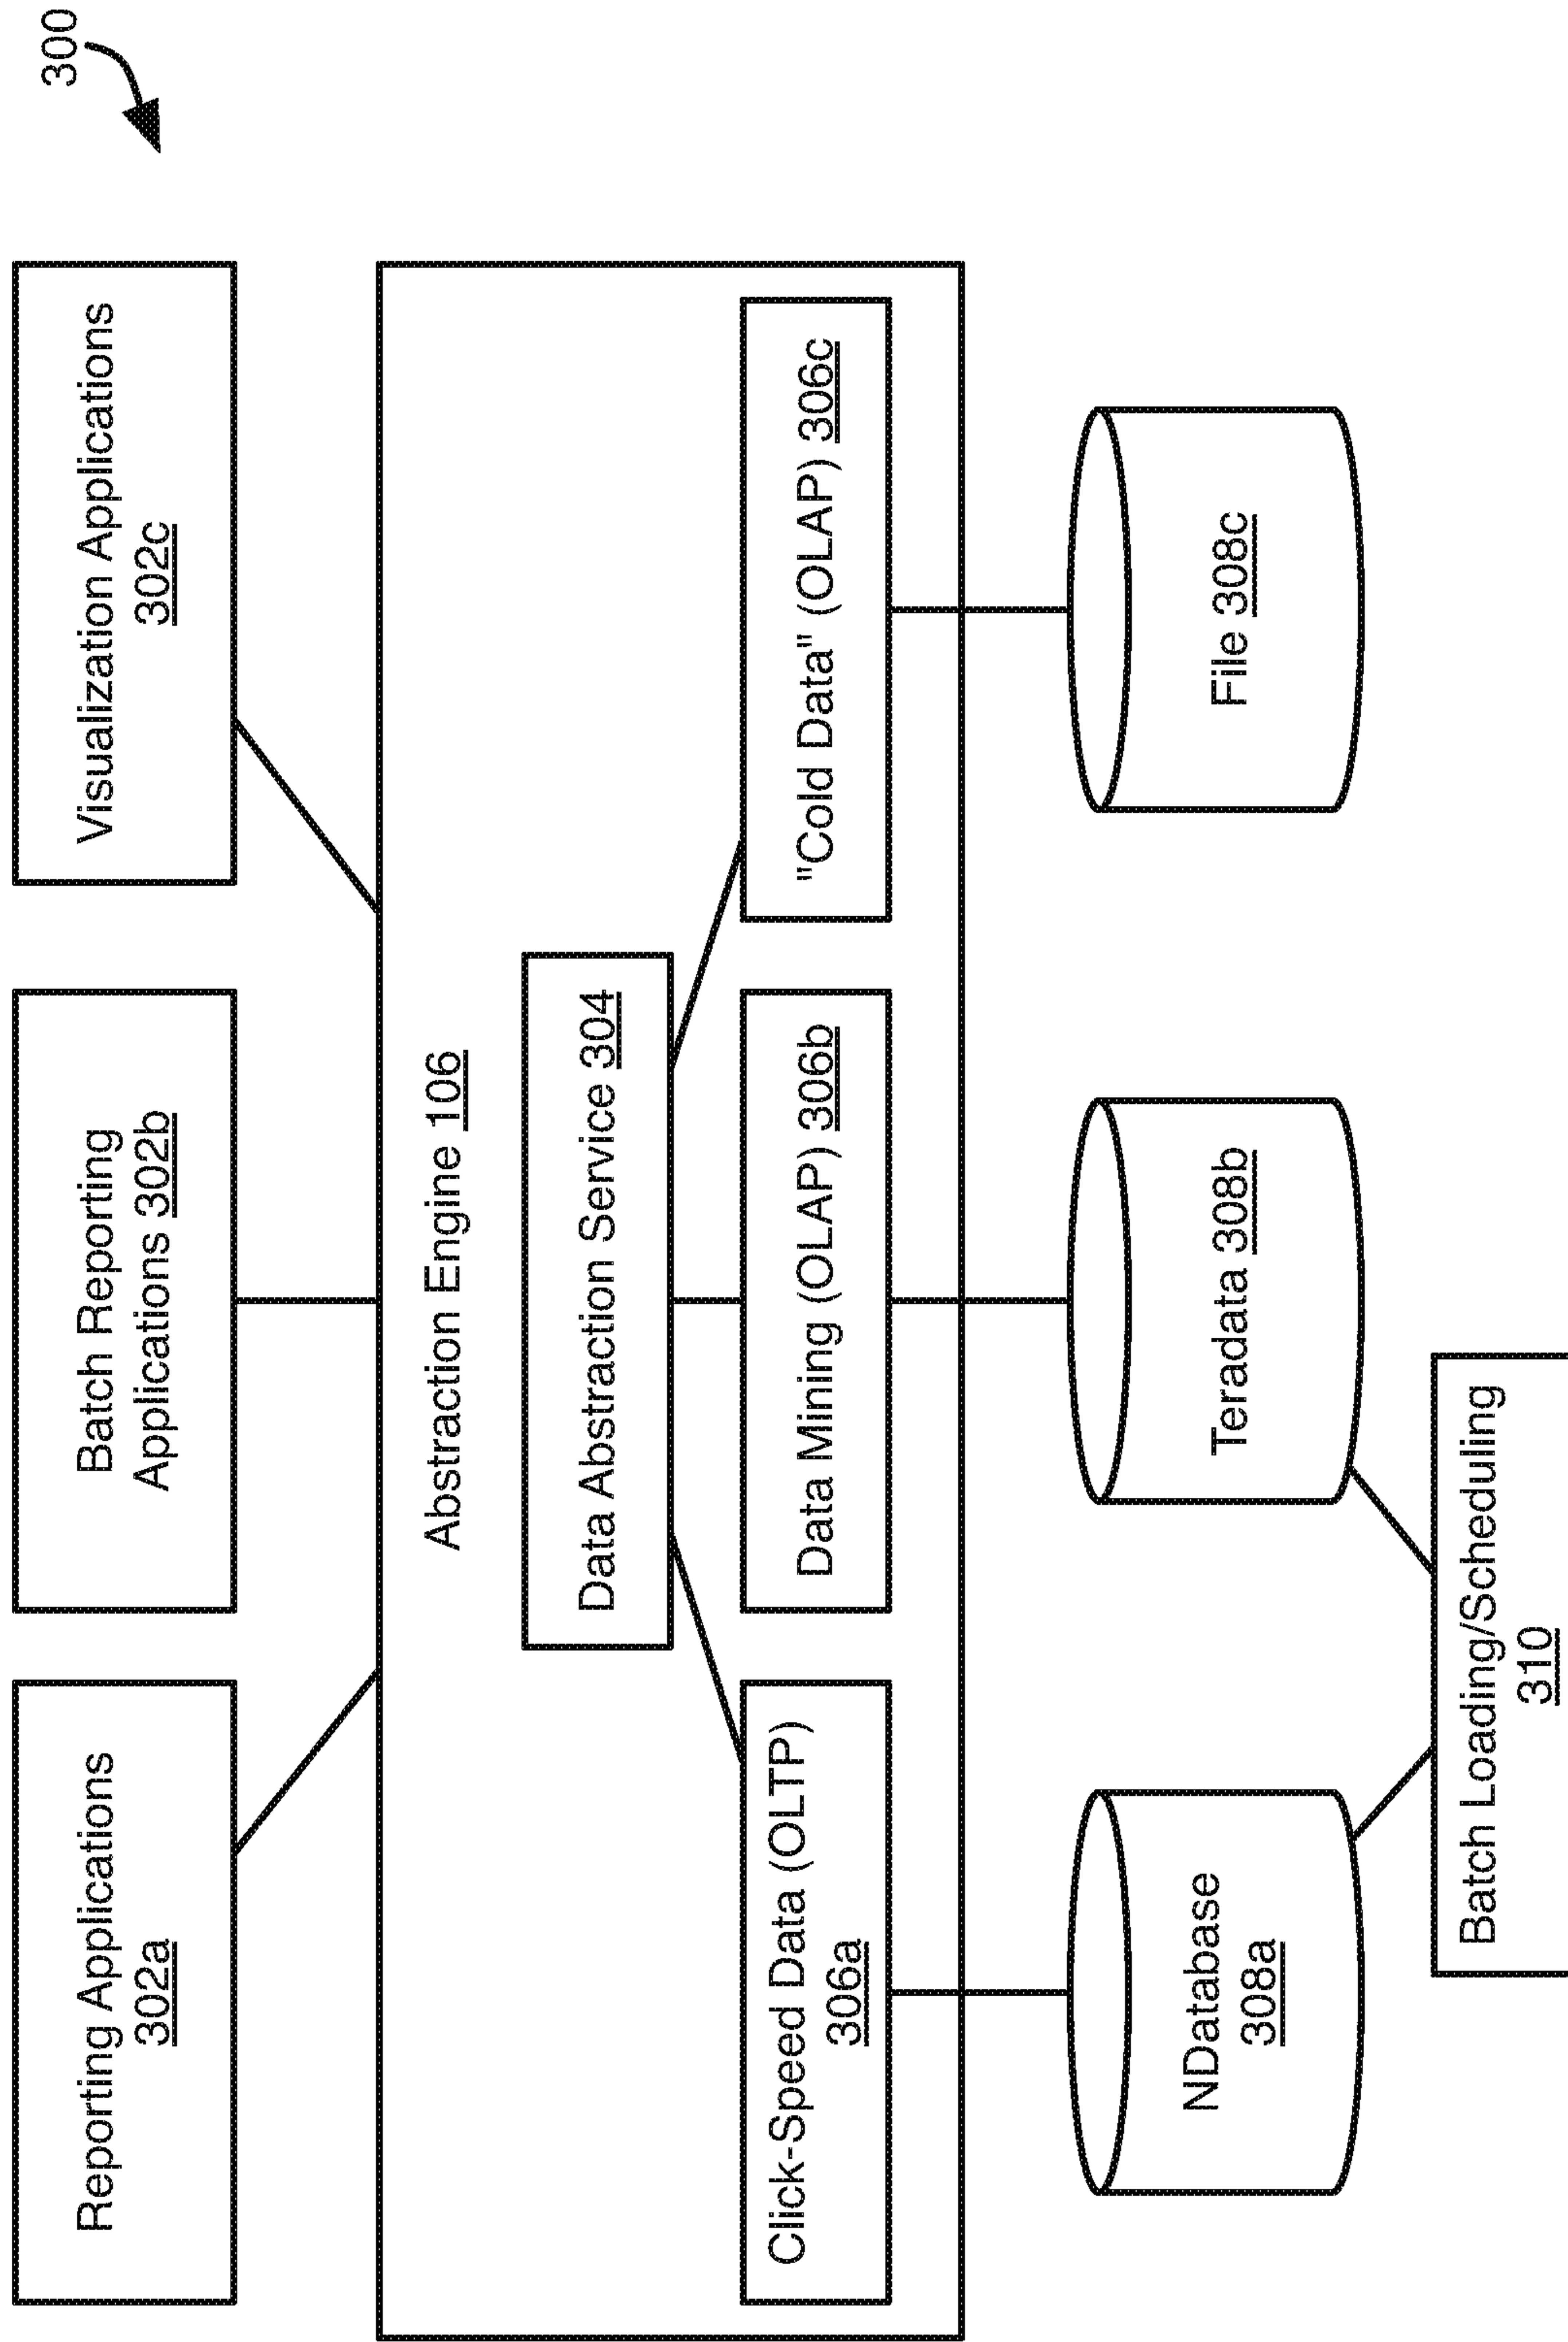 300
Reporting Applications
302a
Batch Reporting
Applications 302b
Visualization Applications
302c
Abstraction Engine 106
Data Abstraction Service 304
Click-Speed Data (OLTP)
306a
Data Mining (OLAP) 306b
"Cold Data" (OLAP) 306c
NDatabase
308a
Teradata 308b
File 308c
Batch Loading/Scheduling
310